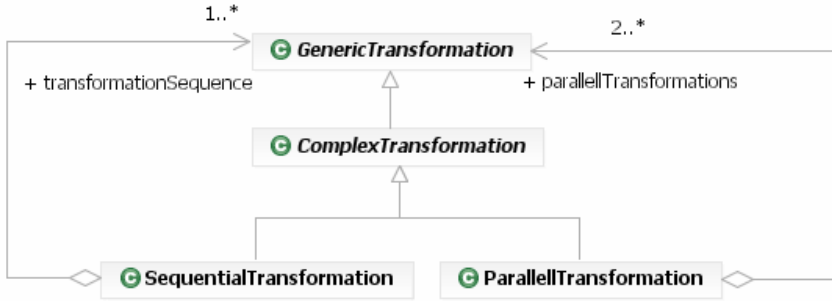 1..*
2..*
C GenericTransformation
+ transformationSequence
+ parallellTransformations
C ComplexTransformation
C SequentialTransformation
C ParallellTransformation